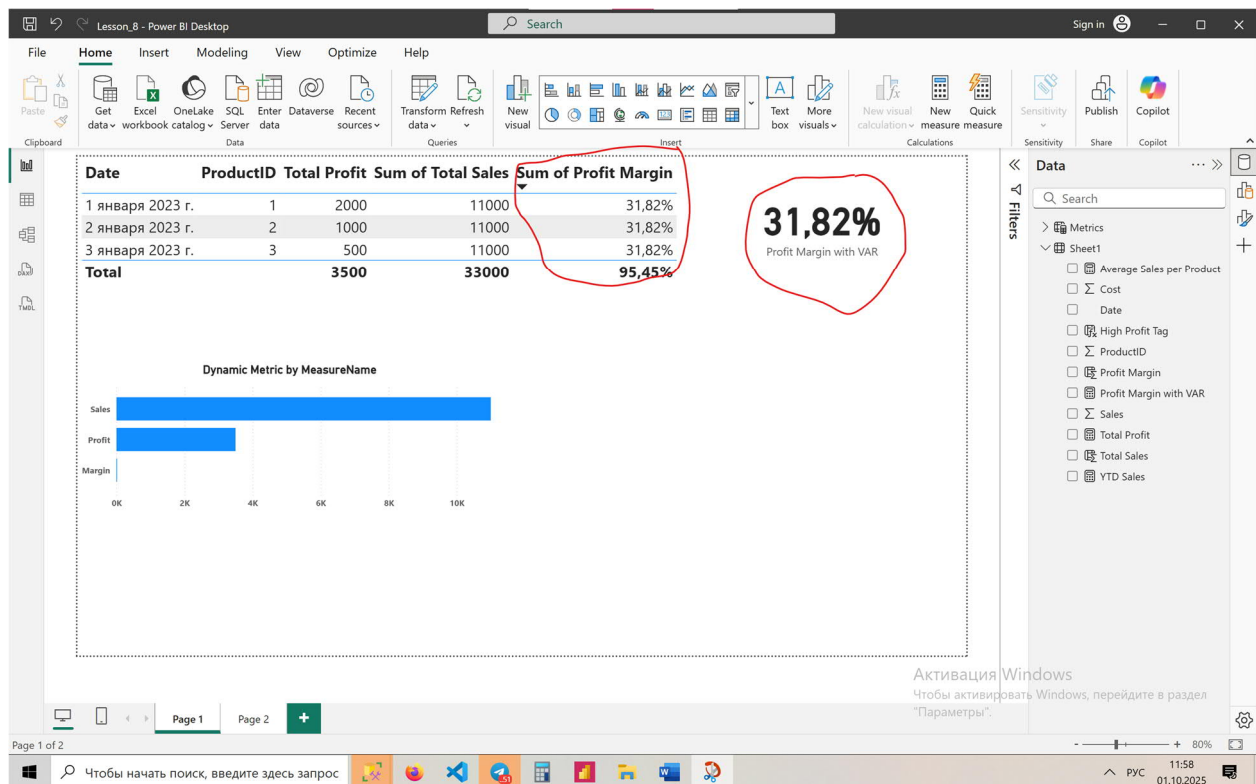 Lesson_8 - Power BI Desktop
Search
Sign in
File Home Insert Modeling View Optimize Help
Paste
Get data
Excel workbook
OneLake catalog
SQL Server
Enter data
Dataverse
Recent sources
Transform data
Refresh
New visual
Text box
More visuals
New visual calculation
New measure
Quick measure
Sensitivity
Publish
Copilot
Clipboard Data Queries Insert Calculations Sensitivity Share Copilot
Date ProductID Total Profit Sum of Total Sales Sum of Profit Margin
1 января 2023 г. 1 2000 11000 31,82%
2 января 2023 г. 2 1000 11000 31,82%
3 января 2023 г. 3 500 11000 31,82%
Total 3500 33000 95,45%
31,82%
Profit Margin with VAR
Dynamic Metric by MeasureName
Sales
Profit
Margin
0K 2K 4K 6K 8K 10K
Filters
Data
Search
Metrics
Sheet1
Average Sales per Product
Cost
Date
High Profit Tag
ProductID
Profit Margin
Profit Margin with VAR
Sales
Total Profit
Total Sales
YTD Sales
DAX
TMDL
Активация Windows
Чтобы активировать Windows, перейдите в раздел
"Параметры".
Page 1 Page 2
Page 1 of 2
80%
Чтобы начать поиск, введите здесь запрос
РУС
11:58
01.10.2025